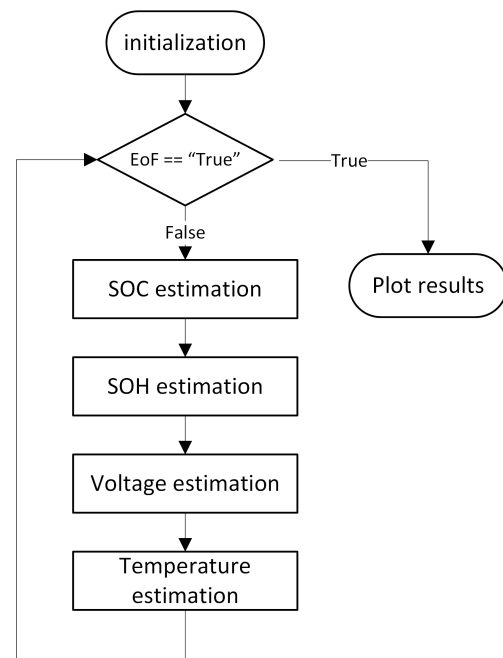 initialization
EoF == “True”
True
False
SOC estimation
Plot results
SOH estimation
Voltage estimation
Temperature
estimation